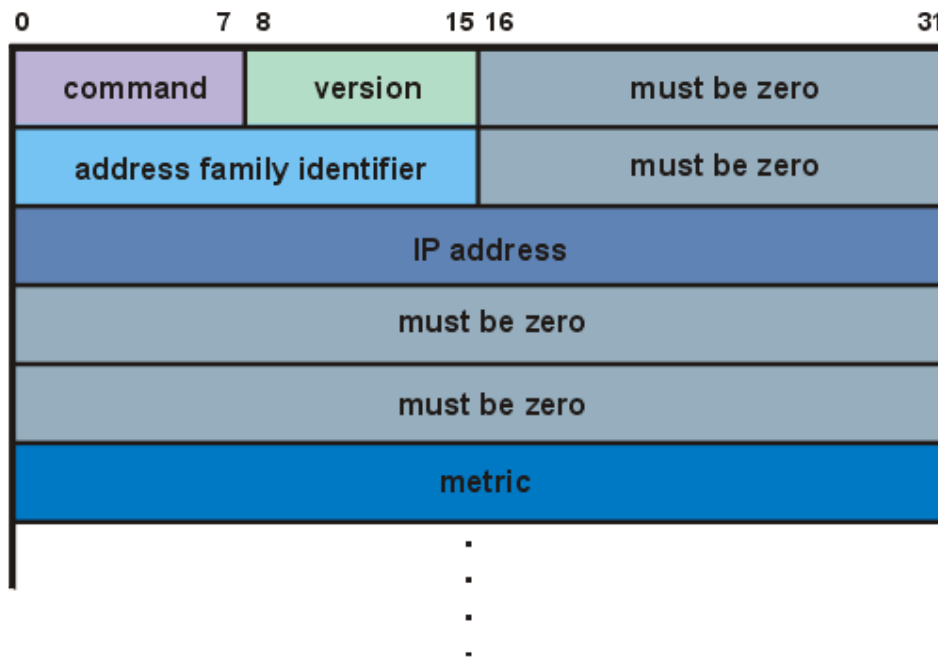 0 7 8 15 16 31
command version must be zero
address family identifier must be zero
IP address
must be zero
must be zero
metric